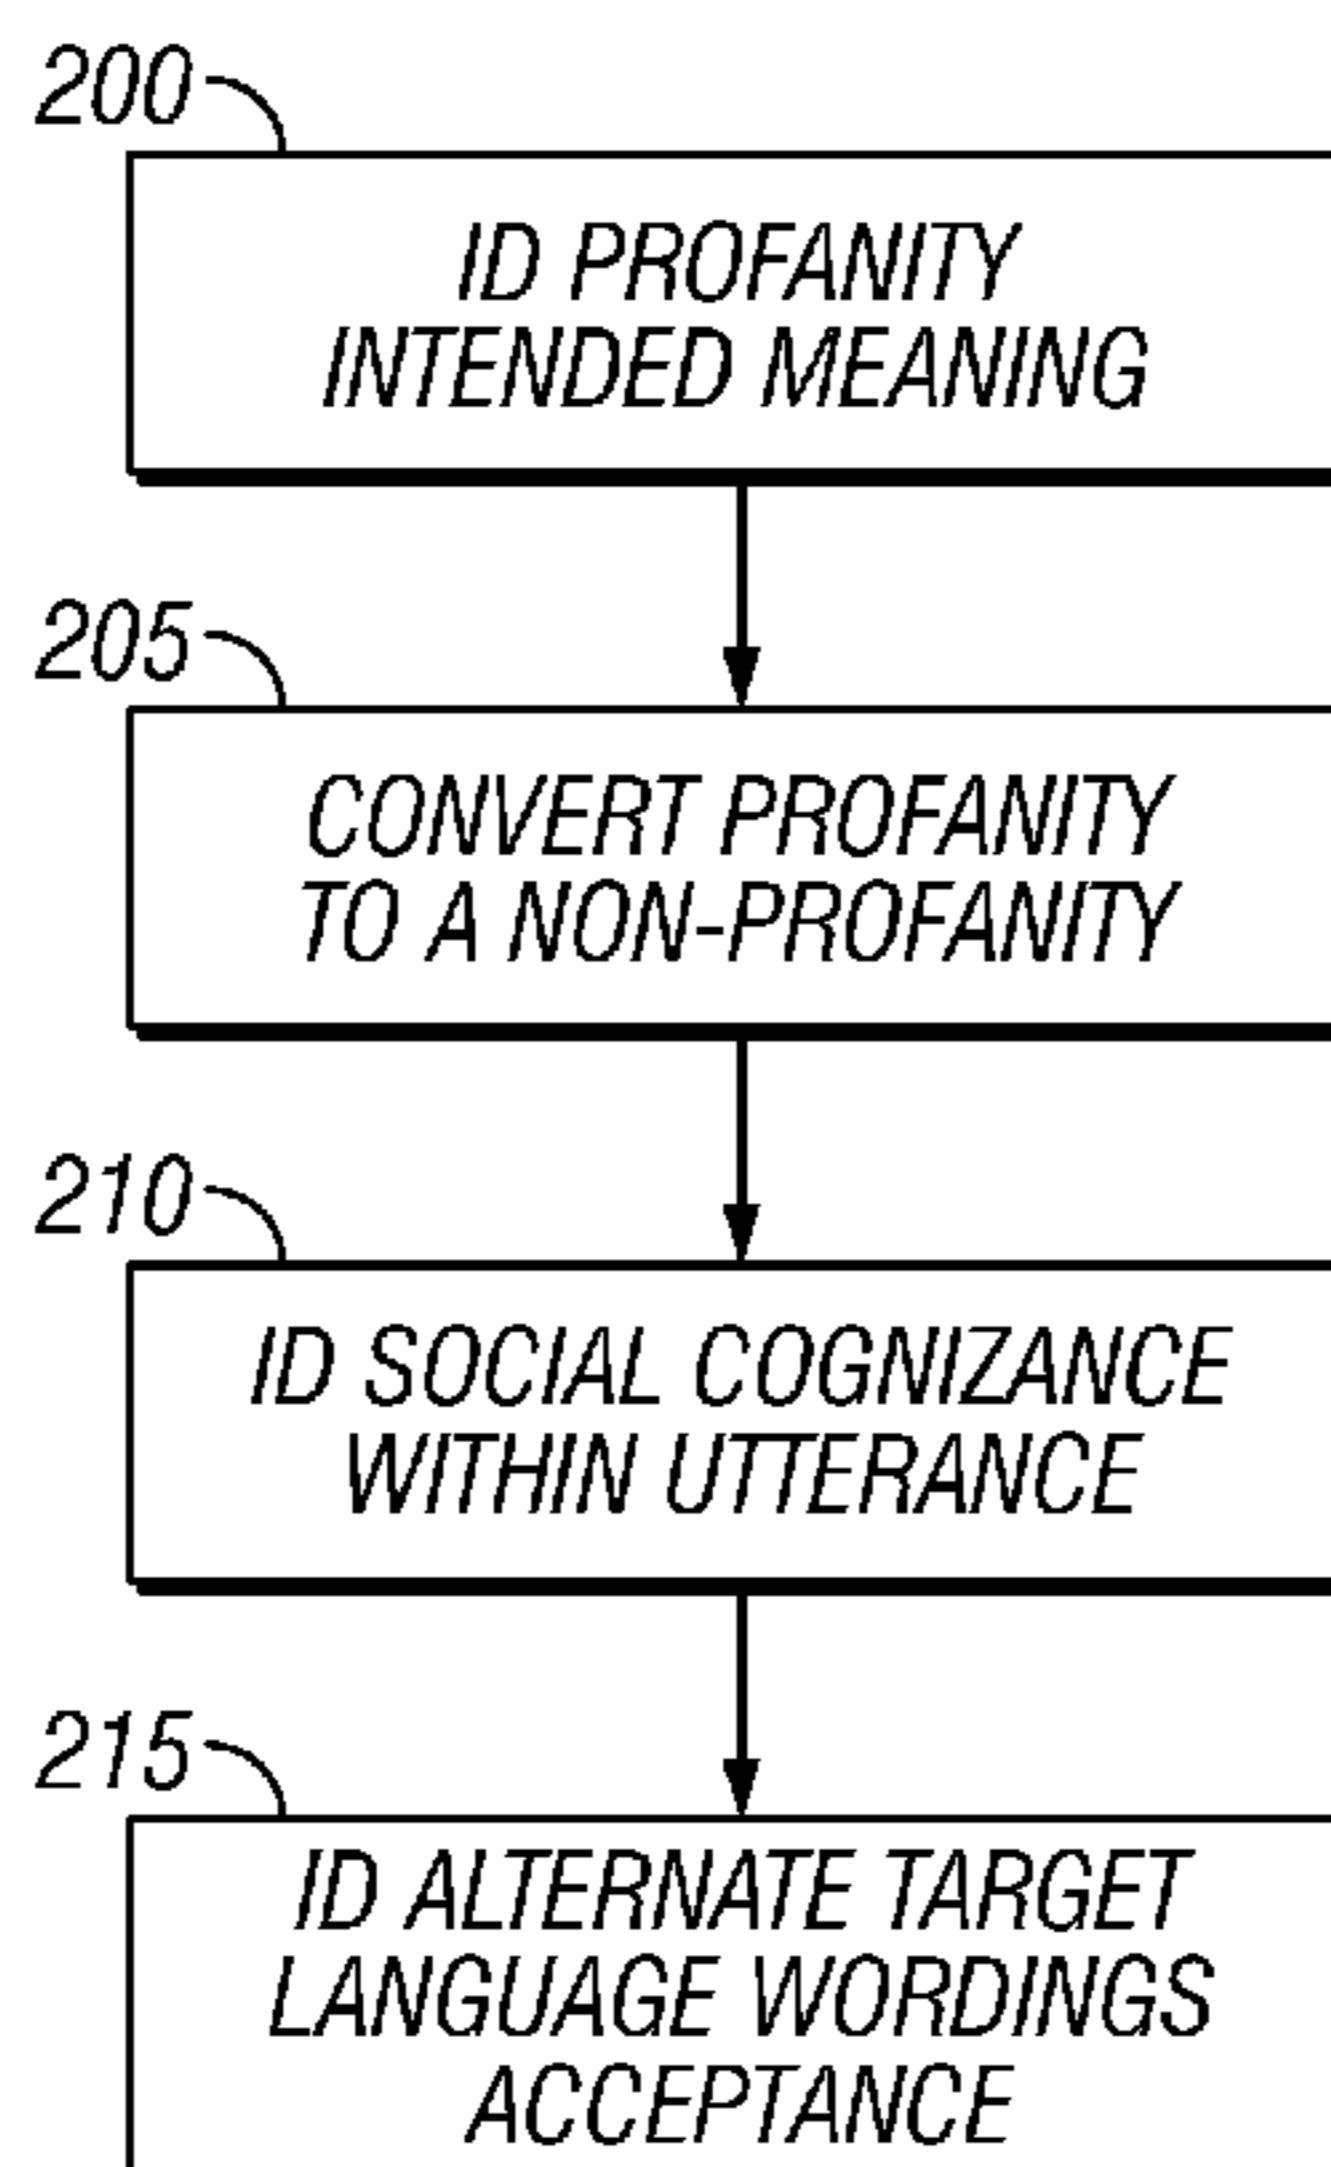 200
ID PROFANITY
INTENDED MEANING
205
CONVERT PROFANITY
TO A NON-PROFANITY
210
ID SOCIAL COGNIZANCE
WITHIN UTTERANCE
215
ID ALTERNATE TARGET
LANGUAGE WORDINGS
ACCEPTANCE